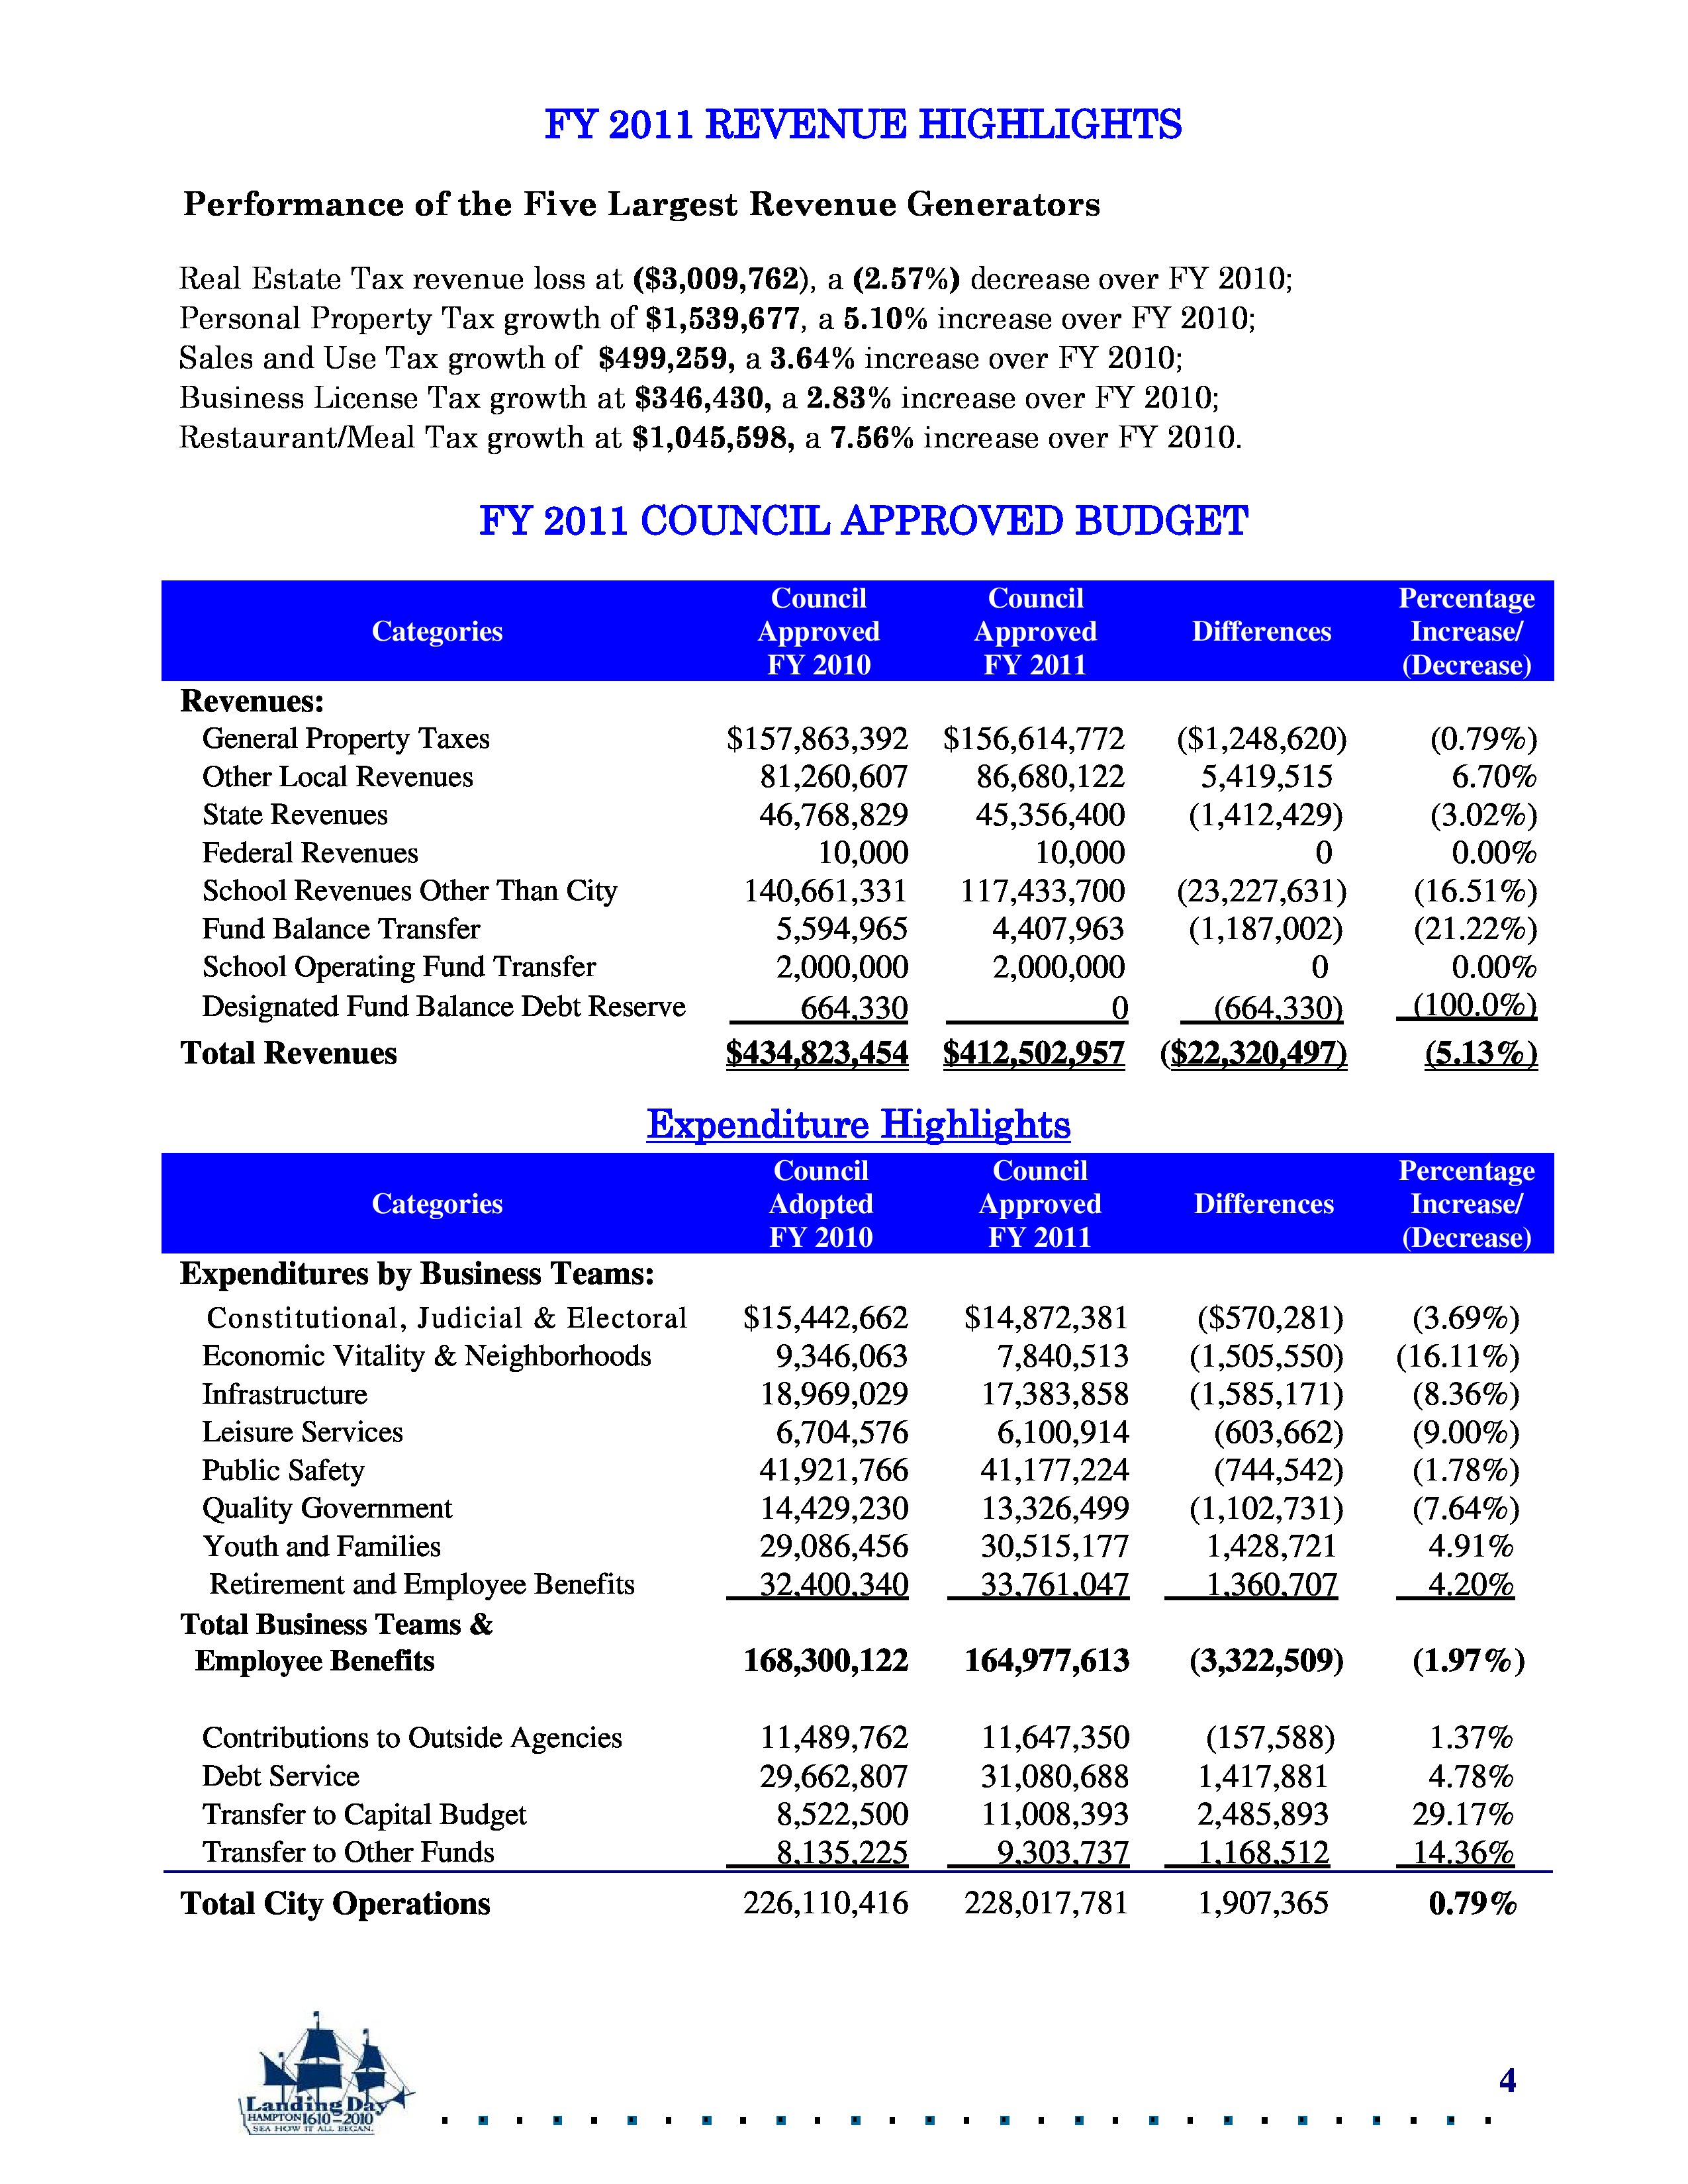 FY 2011 REVENUE HIGHLIGHTS
Performance of the Five Largest Revenue Generators
Real Estate Tax revenue loss at ($3,009,762), a (2.57%) decrease over FY 2010;
Personal Property Tax growth of $1,539,677, a 5.10% increase over FY 2010;
Sales and Use Tax growth of $499,259, a 3.64% increase over FY 2010;
Business License Tax growth at $346,430, a 2.83% increase over FY 2010;
Restaurant/Meal Tax growth at $1,045,598, a 7.56% increase over FY 2010.
FY 2011 COUNCIL APPROVED BUDGET
Council Council Percentage
Categories Approved Approved Differences Increase/
FY 2010 FY 2011 (Decrease)
Revenues:
General Property Taxes $157,863,392 $156,614,772 ($1,248,620) (0.79%)
Other Local Revenues 81,260,607 86,680,122 5,419,515 6.70%
State Revenues 46,768,829 45,356,400 (1,412,429) (3.02%)
Federal Revenues 10,000 10,000 0 0.00%
School Revenues Other Than City 140,661,331 117,433,700 (23,227,631) (16.51%)
Fund Balance Transfer 5,594,965 4,407,963 (1,187,002) (21.22%)
School Operating Fund Transfer 2,000,000 2,000,000 0 0.00%
Designated Fund Balance Debt Reserve 664,330 0 (664,330) (100.0%)
Total Revenues $434,823,454 $412,502,957 ($22,320,497) (5.13%)
Expenditure Highlights
Council Council Percentage
Categories Adopted Approved Differences Increase/
FY 2010 FY 2011 (Decrease)
Expenditures by Business Teams:
Constitutional, Judicial & Electoral $15,442,662 $14,872,381 ($570,281) (3.69%)
Economic Vitality & Neighborhoods 9,346,063 7,840,513 (1,505,550) (16.11%)
Infrastructure 18,969,029 17,383,858 (1,585,171) (8.36%)
Leisure Services 6,704,576 6,100,914 (603,662) (9.00%)
Public Safety 41,921,766 41,177,224 (744,542) (1.78%)
Quality Government 14,429,230 13,326,499 (1,102,731) (7.64%)
Youth and Families 29,086,456 30,515,177 1,428,721 4.91%
Retirement and Employee Benefits 32,400,340 33,761,047 1,360,707 4.20%
Total Business Teams &
Employee Benefits 168,300,122 164,977,613 (3,322,509) (1.97%)
Contributions to Outside Agencies 11,489,762 11,647,350 (157,588) 1.37%
Debt Service 29,662,807 31,080,688 1,417,881 4.78%
Transfer to Capital Budget 8,522,500 11,008,393 2,485,893 29.17%
Transfer to Other Funds 8,135,225 9,303,737 1,168,512 14.36%
Total City Operations 226,110,416 228,017,781 1,907,365 0.79%
4
Landing Day
HAMPTON 1610-2010
SEA HOW IT ALL BEGAN.